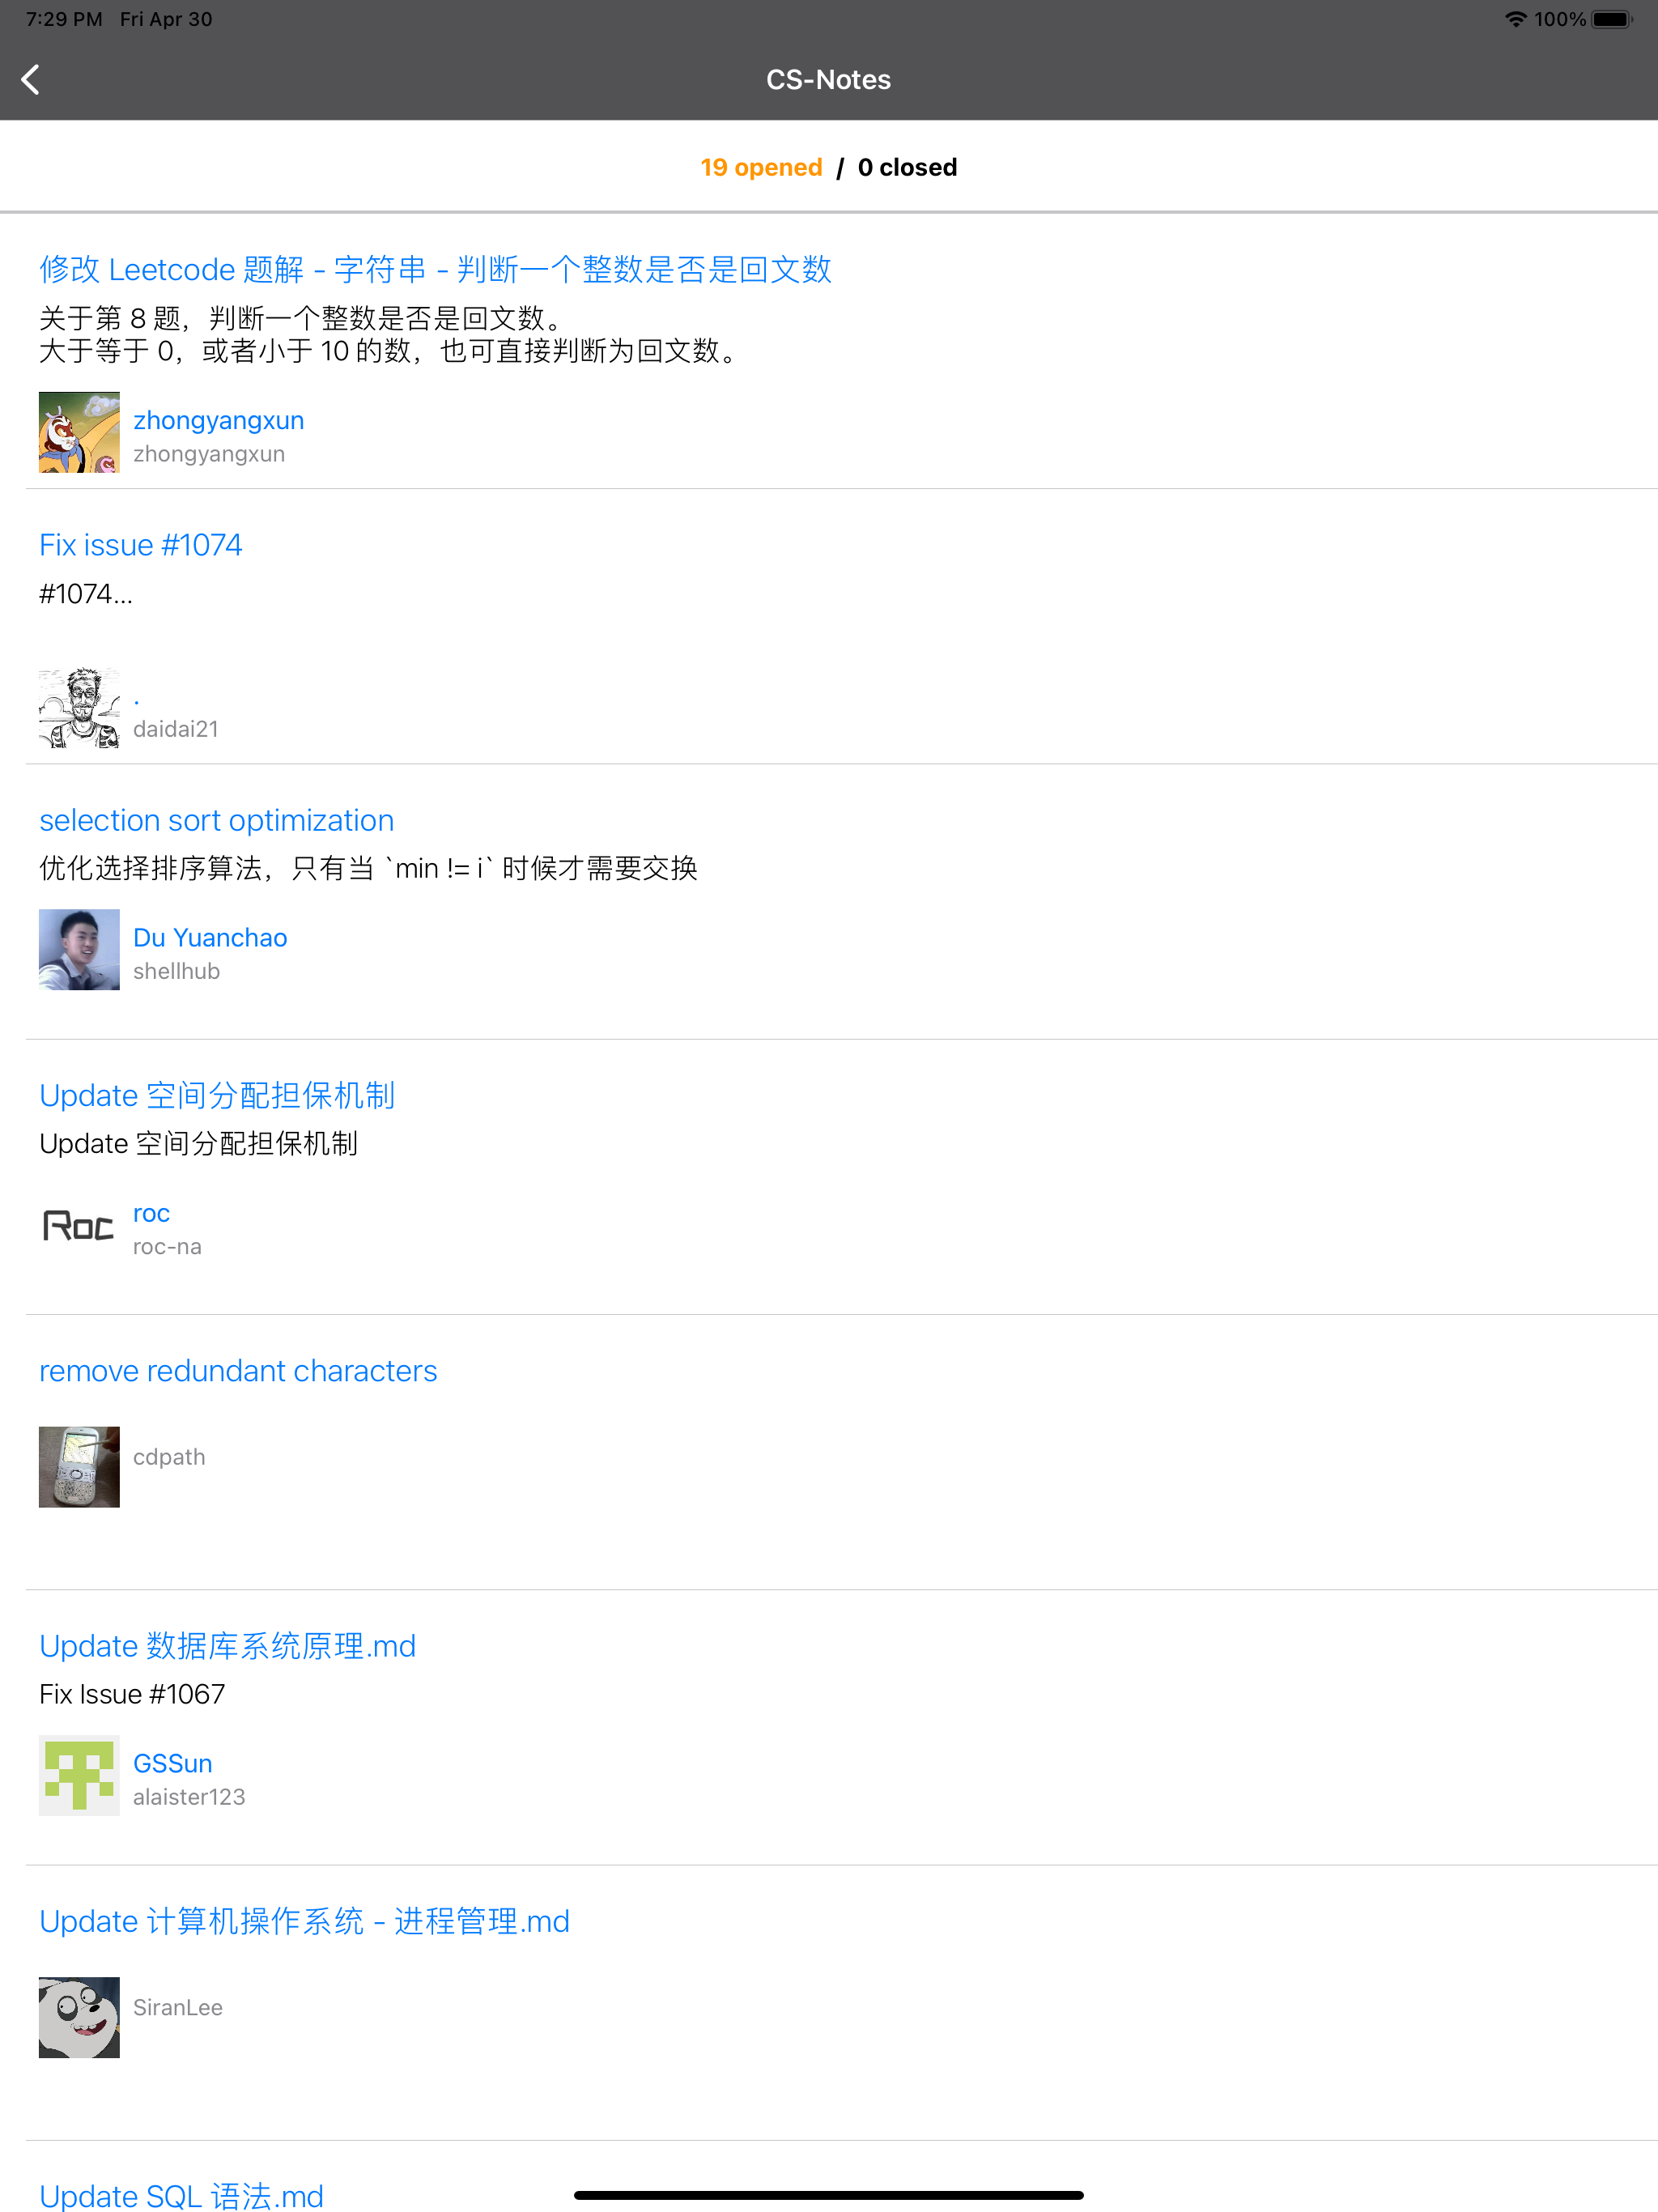 7:29 PM Fri Apr 30 100%
CS-Notes
19 opened / 0 closed
修改 Leetcode 题解 - 字符串 - 判断一个整数是否是回文数
关于第 8 题，判断一个整数是否是回文数。
大于等于 0，或者小于 10 的数，也可直接判断为回文数。
zhongyangxun
zhongyangxun
Fix issue #1074
#1074...
.
daidai21
selection sort optimization
优化选择排序算法，只有当 `min != i` 时候才需要交换
Du Yuanchao
shellhub
Update 空间分配担保机制
Update 空间分配担保机制
Roc
roc
roc-na
remove redundant characters
cdpath
Update 数据库系统原理.md
Fix Issue #1067
GSSun
alaister123
Update 计算机操作系统 - 进程管理.md
SiranLee
Update SQL 语法.md